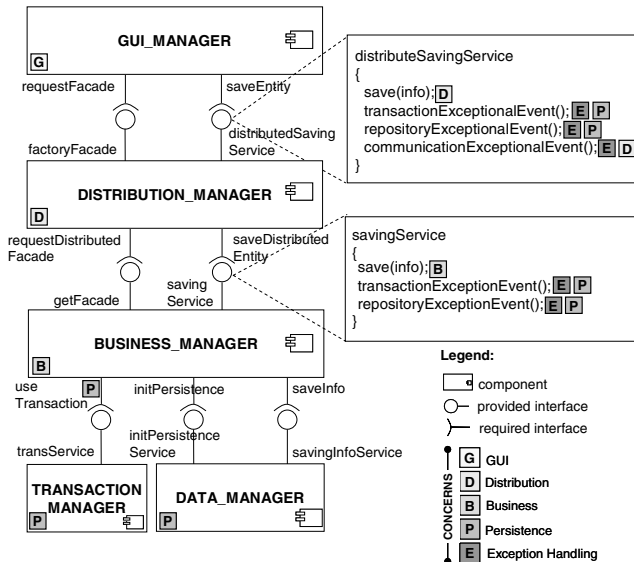 GUI_MANAGER
G
requestFacade
saveEntity
factoryFacade
distributedSaving
Service
distributeSavingService
{
save(info); D
transactionExceptionalEvent(); E P
repositoryExceptionalEvent(); E P
communicationExceptionalEvent(); E D
}
DISTRIBUTION_MANAGER
D
requestDistributed
Facade
saveDistributed
Entity
getFacade
saving
Service
savingService
{
save(info); B
transactionExceptionEvent(); E P
repositoryExceptionEvent(); E P
}
BUSINESS_MANAGER
B
use
Transaction
P
initPersistence
saveInfo
transService
initPersistence
Service
savingInfoService
TRANSACTION
MANAGER
P
DATA_MANAGER
P
Legend:
component
provided interface
required interface
CONCERNS
G GUI
D Distribution
B Business
P Persistence
E Exception Handling